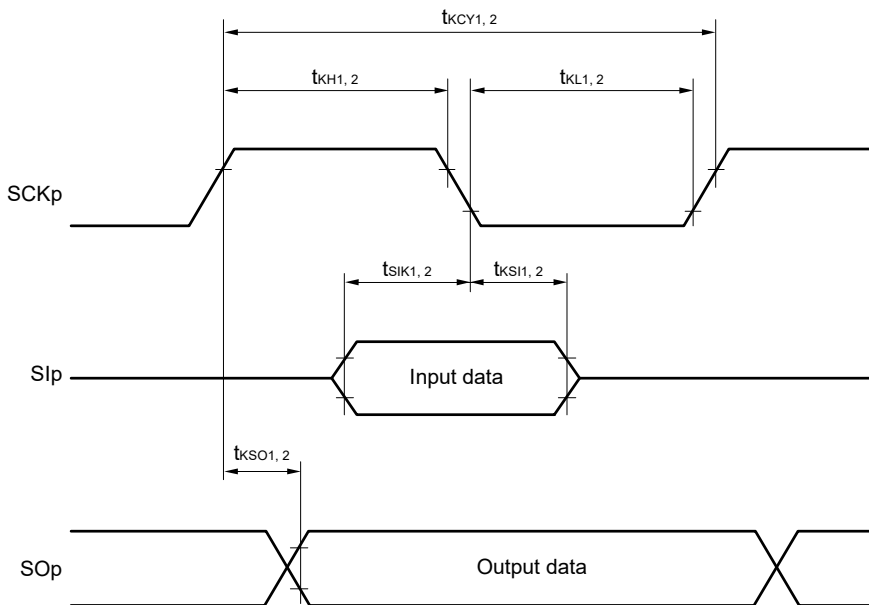 tKCY1, 2
tKH1, 2
tKL1, 2
SCKp
tSIK1, 2
tKSI1, 2
SIp
Input data
tKSO1, 2
SOp
Output data